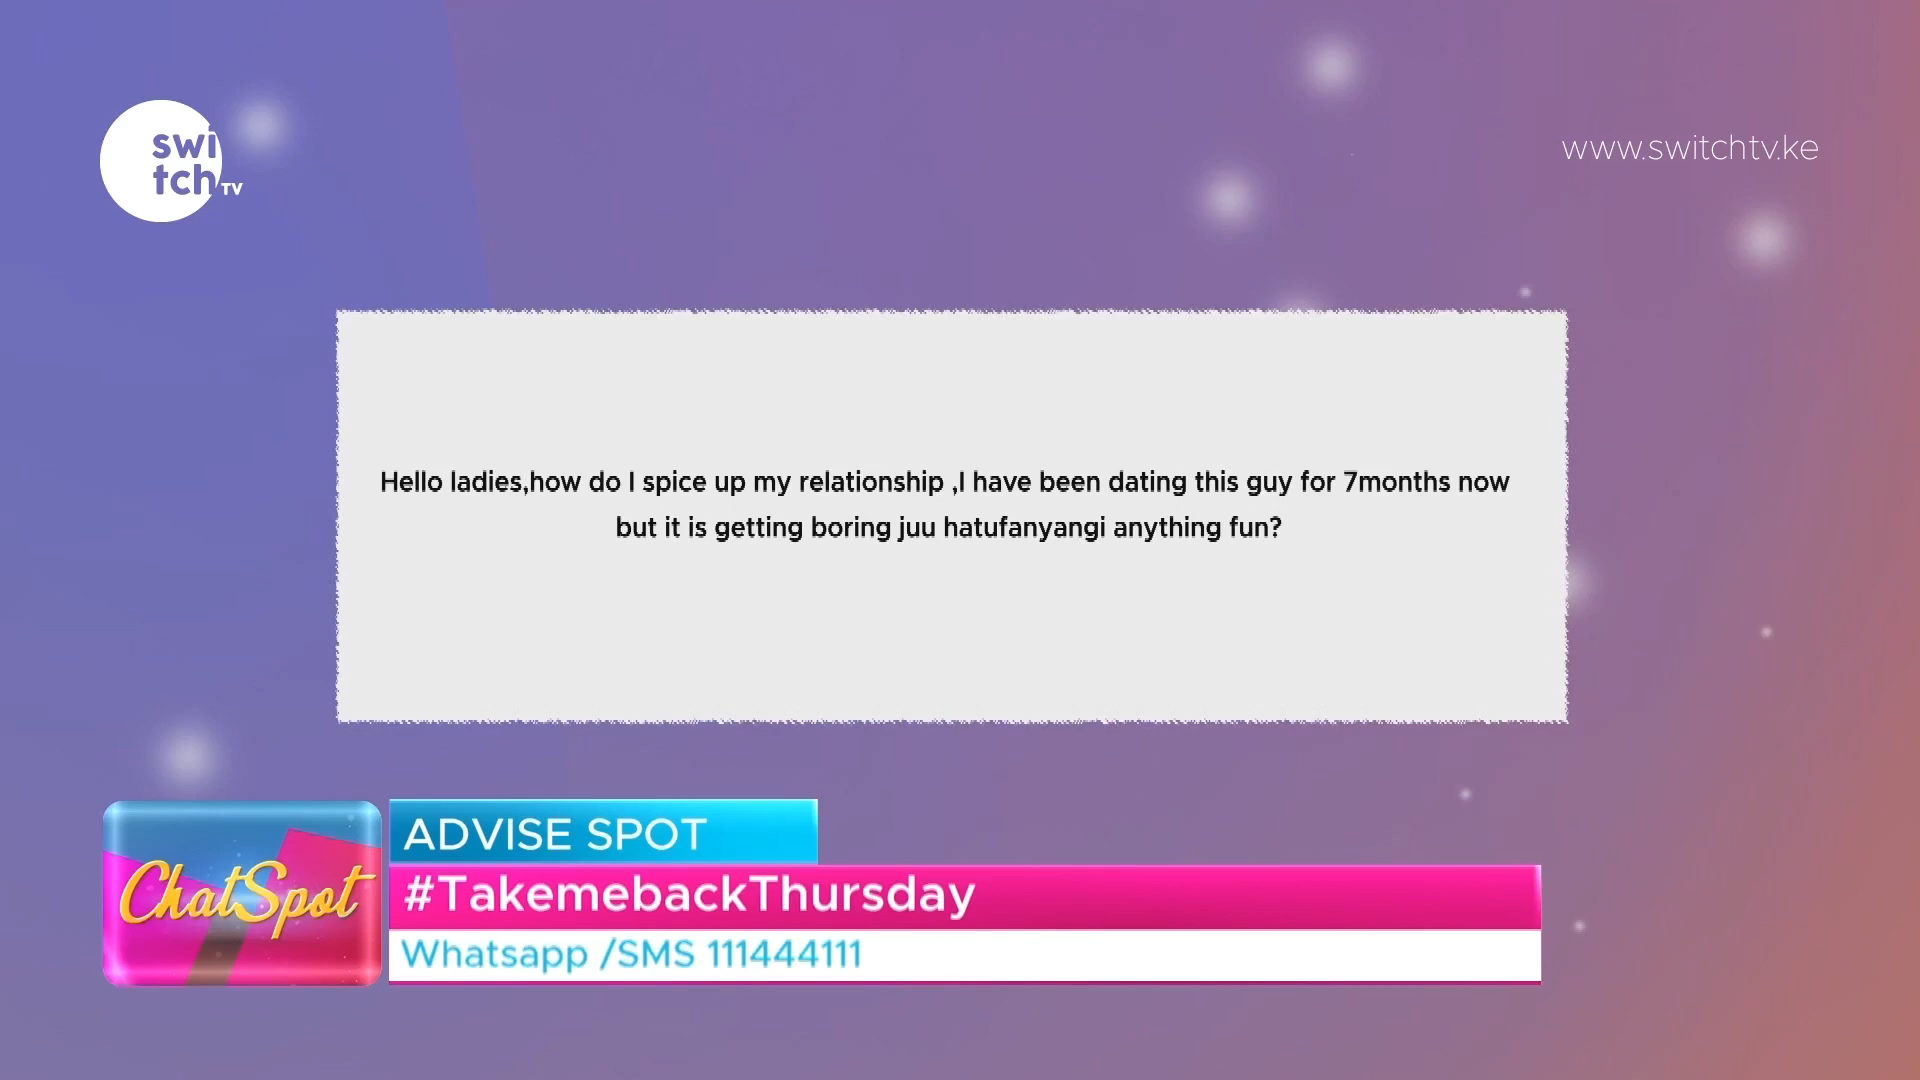 swi
tch TV
www.switchtv.ke
Hello ladies,how do I spice up my relationship ,I have been dating this guy for 7months now
but it is getting boring juu hatufanyangi anything fun?
ChatSpot
ADVISE SPOT
#TakemebackThursday
Whatsapp /SMS 111444111